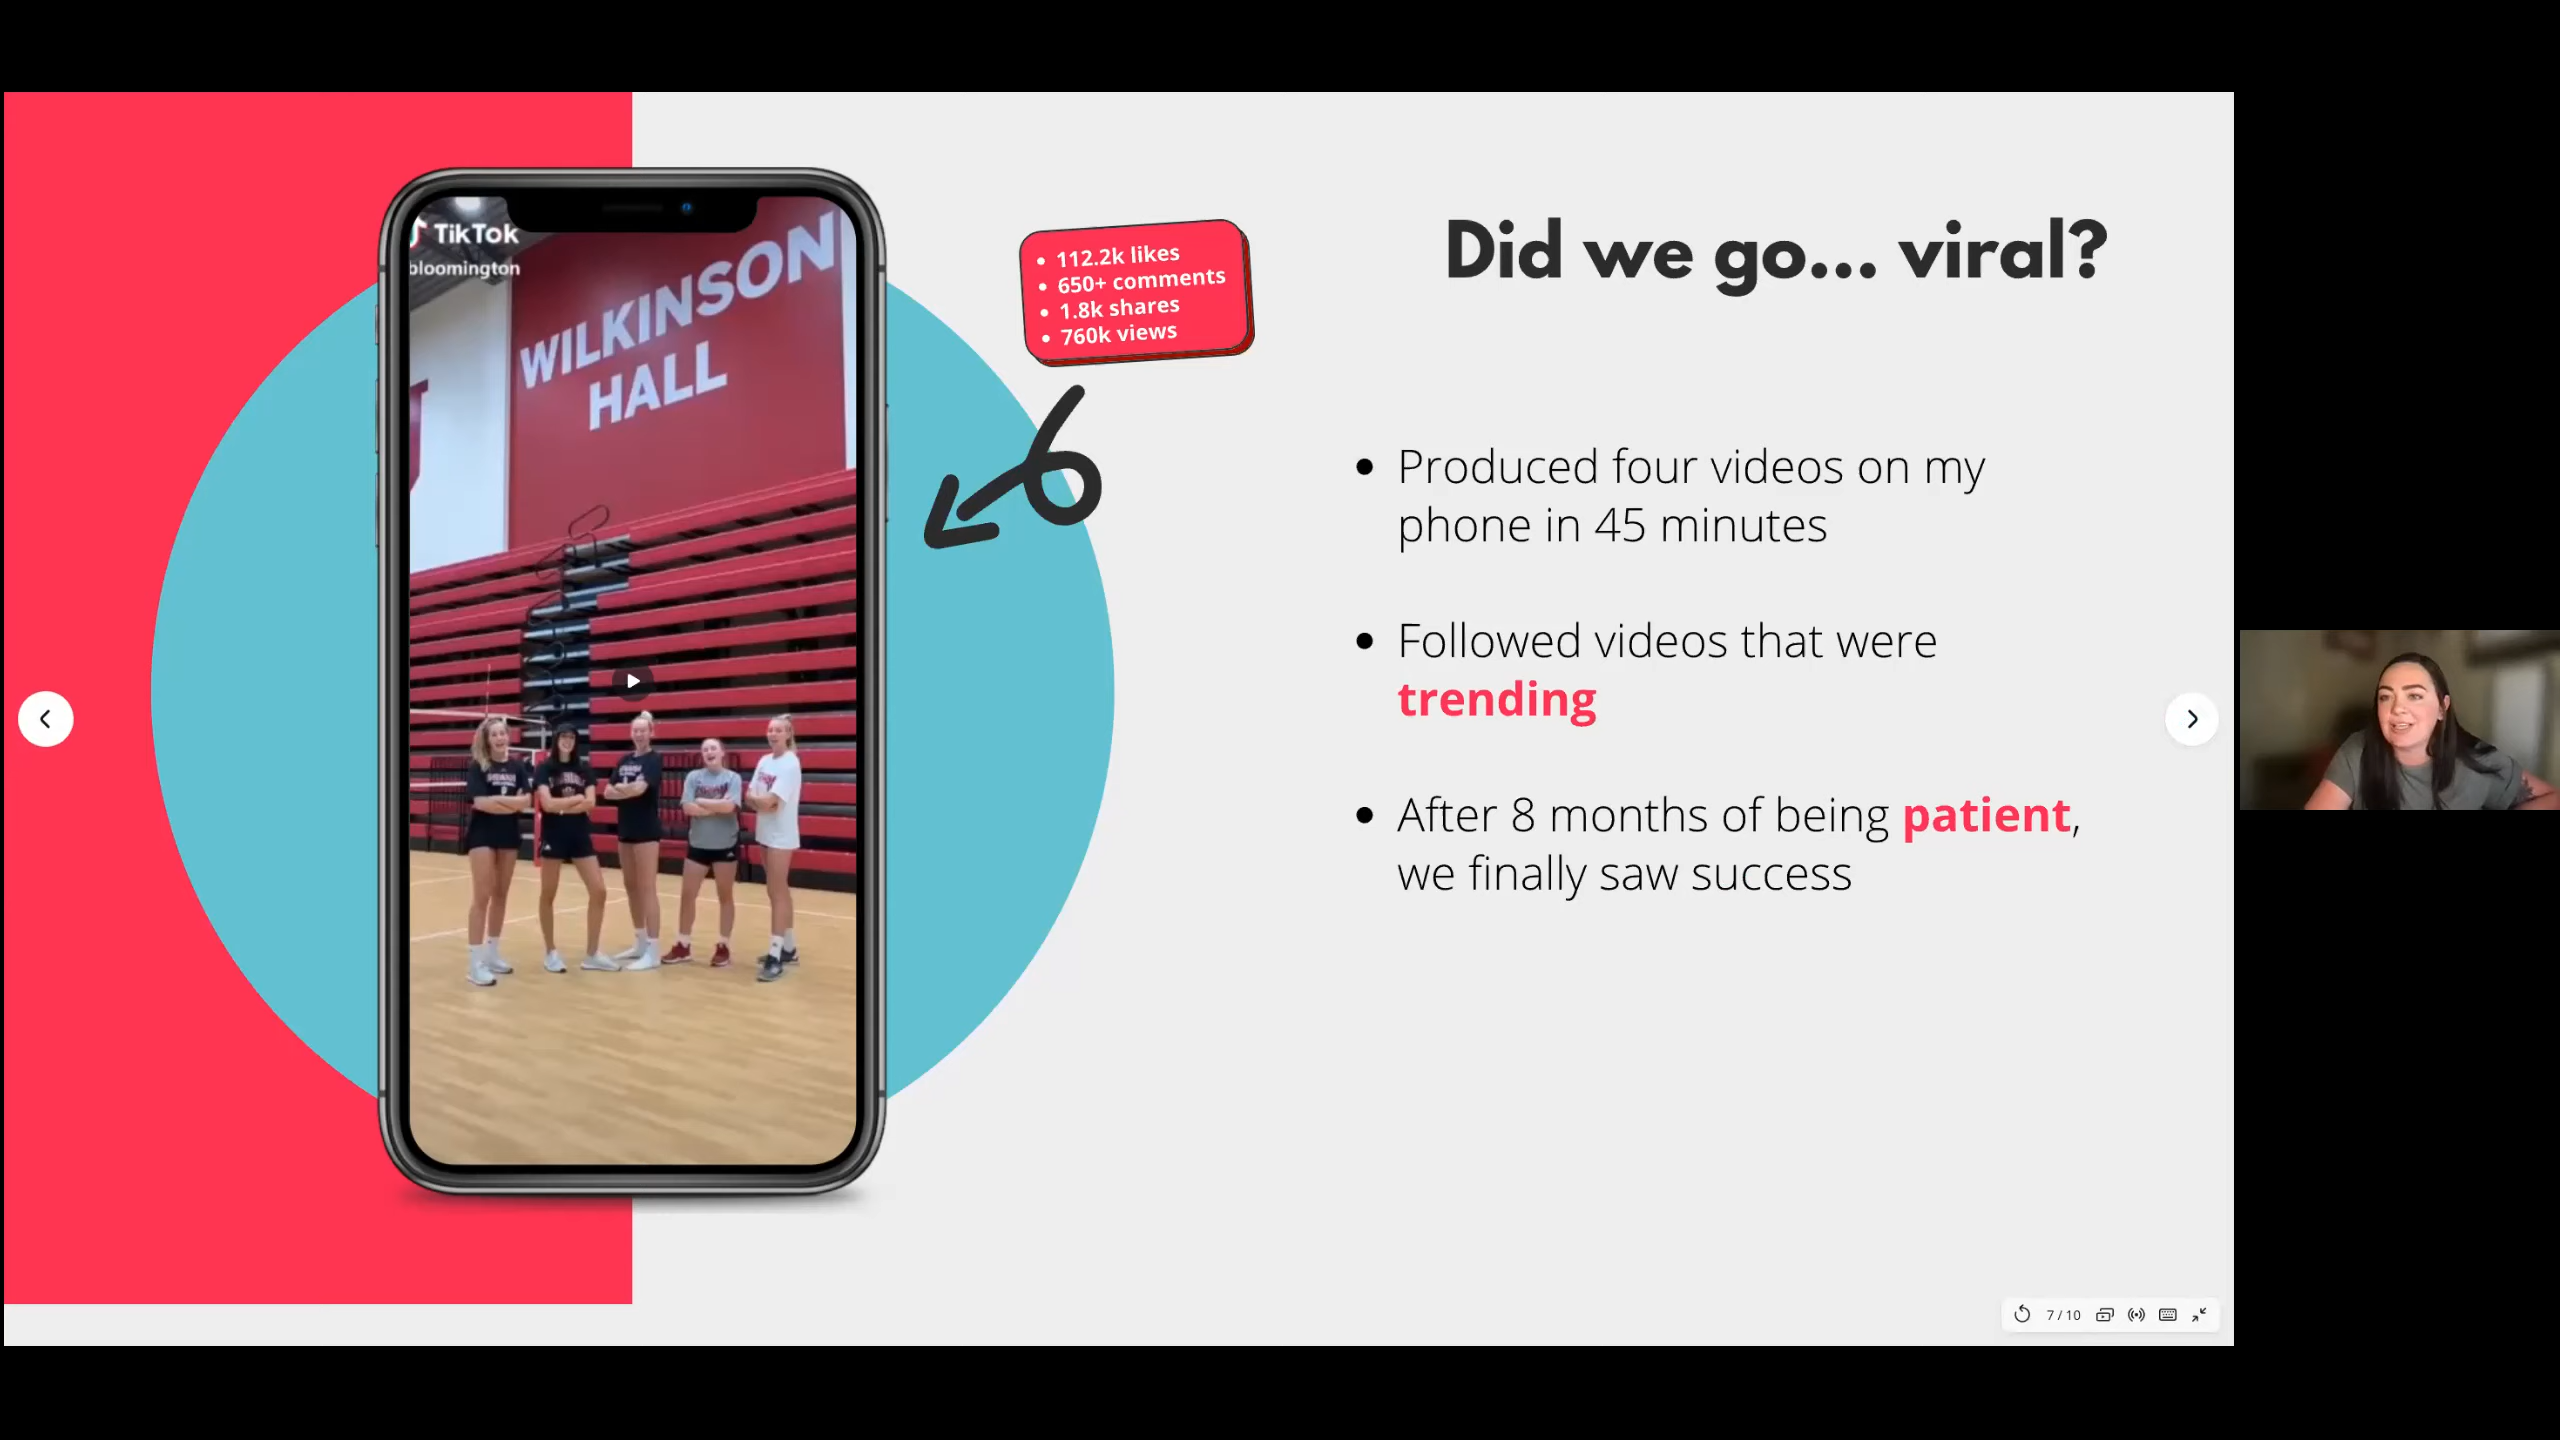 TikTok
bloomington
WILKINSON
HALL
• 112.2k likes
• 650+ comments
• 1.8k shares
• 760k views
Did we go... viral?
• Produced four videos on my
phone in 45 minutes
• Followed videos that were
trending
• After 8 months of being patient,
we finally saw success
7 / 10